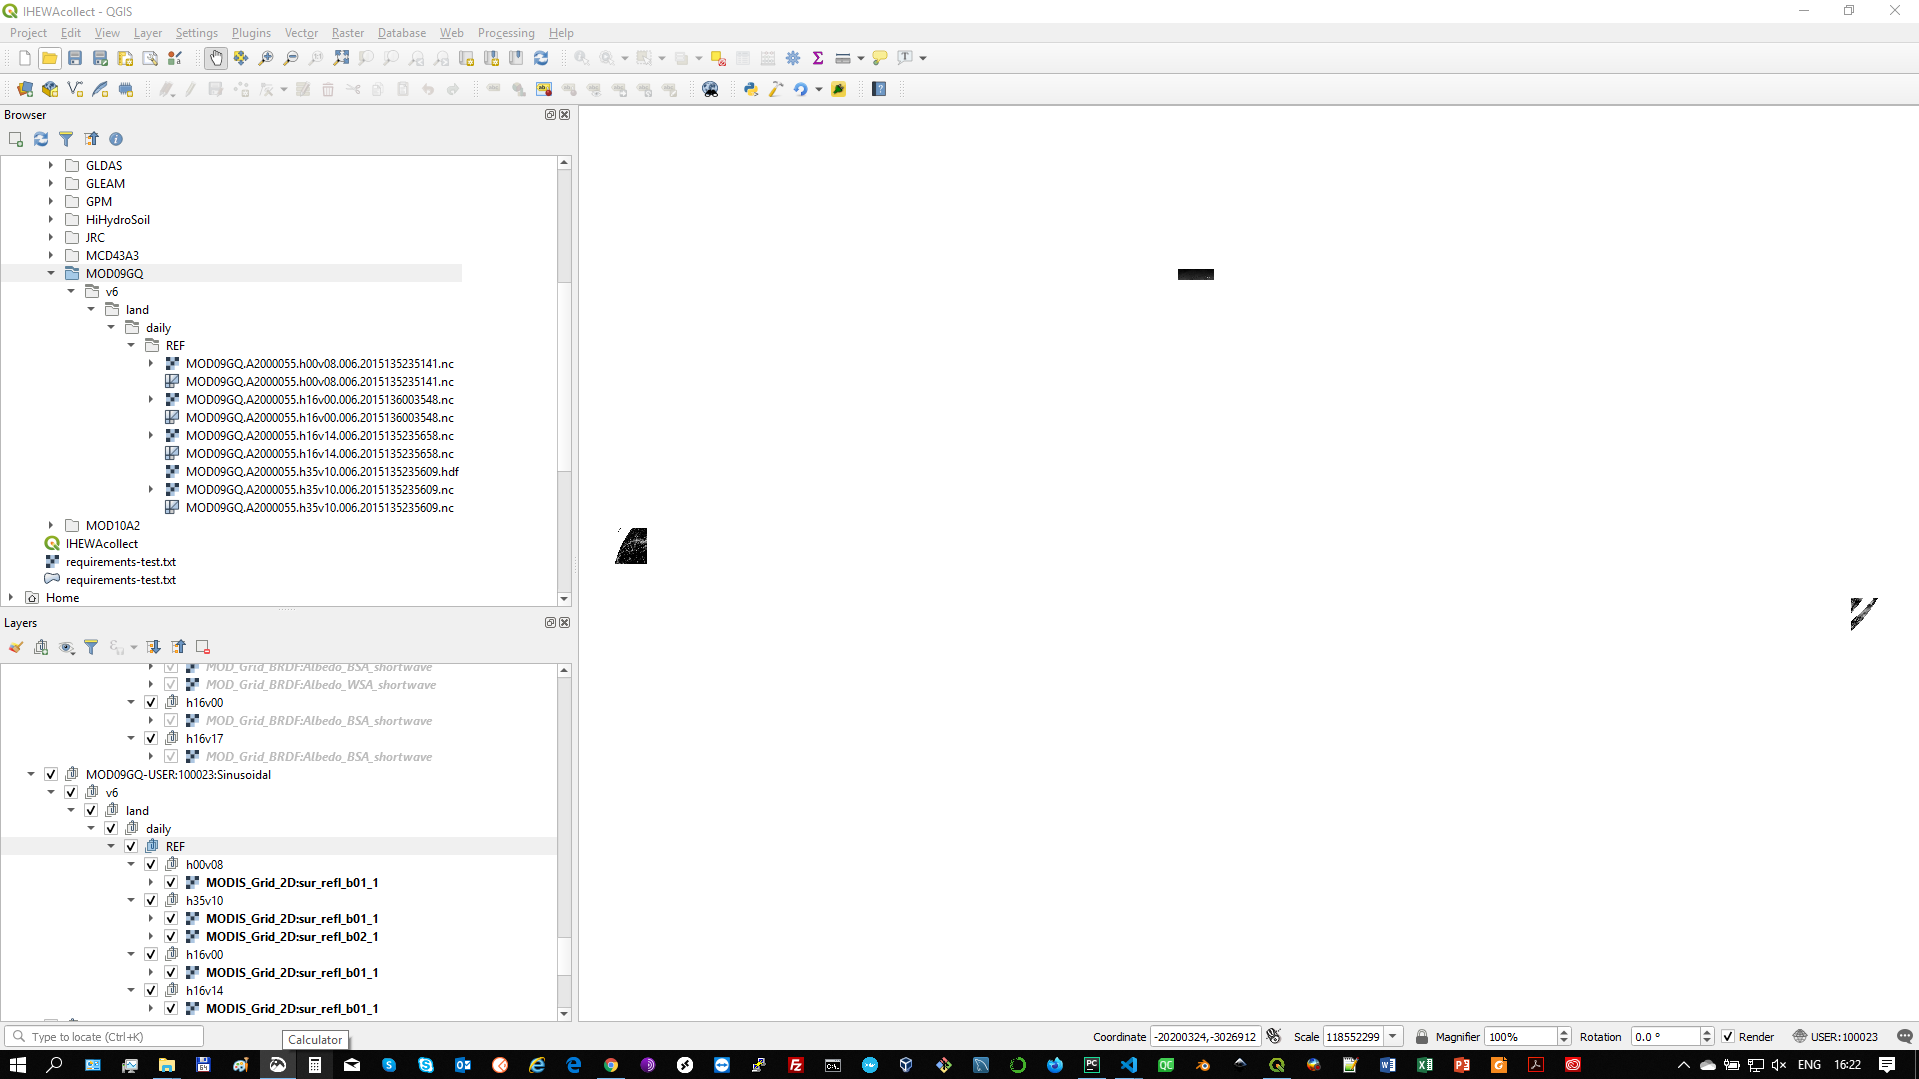 IHEWAcollect - QGIS
Project Edit View Layer Settings Plugins Vector Raster Database Web Processing Help
Browser
GLDAS
GLEAM
GPM
HiHydroSoil
JRC
MCD43A3
MOD09GQ
v6
land
daily
REF
MOD09GQ.A2000055.h00v08.006.2015135235141.nc
MOD09GQ.A2000055.h00v08.006.2015135235141.nc
MOD09GQ.A2000055.h16v00.006.2015136003548.nc
MOD09GQ.A2000055.h16v00.006.2015136003548.nc
MOD09GQ.A2000055.h16v14.006.2015135235658.nc
MOD09GQ.A2000055.h16v14.006.2015135235658.nc
MOD09GQ.A2000055.h35v10.006.2015135235609.hdf
MOD09GQ.A2000055.h35v10.006.2015135235609.nc
MOD09GQ.A2000055.h35v10.006.2015135235609.nc
MOD10A2
IHEWAcollect
requirements-test.txt
requirements-test.txt
Home
Layers
MOD_Grid_BRDF:Albedo_BSA_shortwave
MOD_Grid_BRDF:Albedo_WSA_shortwave
h16v00
MOD_Grid_BRDF:Albedo_BSA_shortwave
h16v17
MOD_Grid_BRDF:Albedo_BSA_shortwave
MOD09GQ-USER:100023:Sinusoidal
v6
land
daily
REF
h00v08
MODIS_Grid_2D:sur_refl_b01_1
h35v10
MODIS_Grid_2D:sur_refl_b01_1
MODIS_Grid_2D:sur_refl_b02_1
h16v00
MODIS_Grid_2D:sur_refl_b01_1
h16v14
MODIS_Grid_2D:sur_refl_b01_1
Type to locate (Ctrl+K)
Calculator
Coordinate -20200324,-3026912 Scale 118552299 Magnifier 100% Rotation 0.0 ° Render USER:100023
ENG 16:22